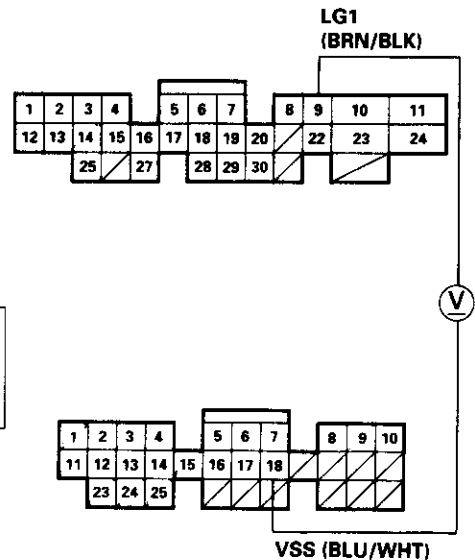 LG1
(BRN/BLK)
1 2 3 4 5 6 7 8 9 10 11
12 13 14 15 16 17 18 19 20 22 23 24
25 27 28 29 30
V
1 2 3 4 5 6 7 8 9 10
11 12 13 14 15 16 17 18
23 24 25
VSS (BLU/WHT)